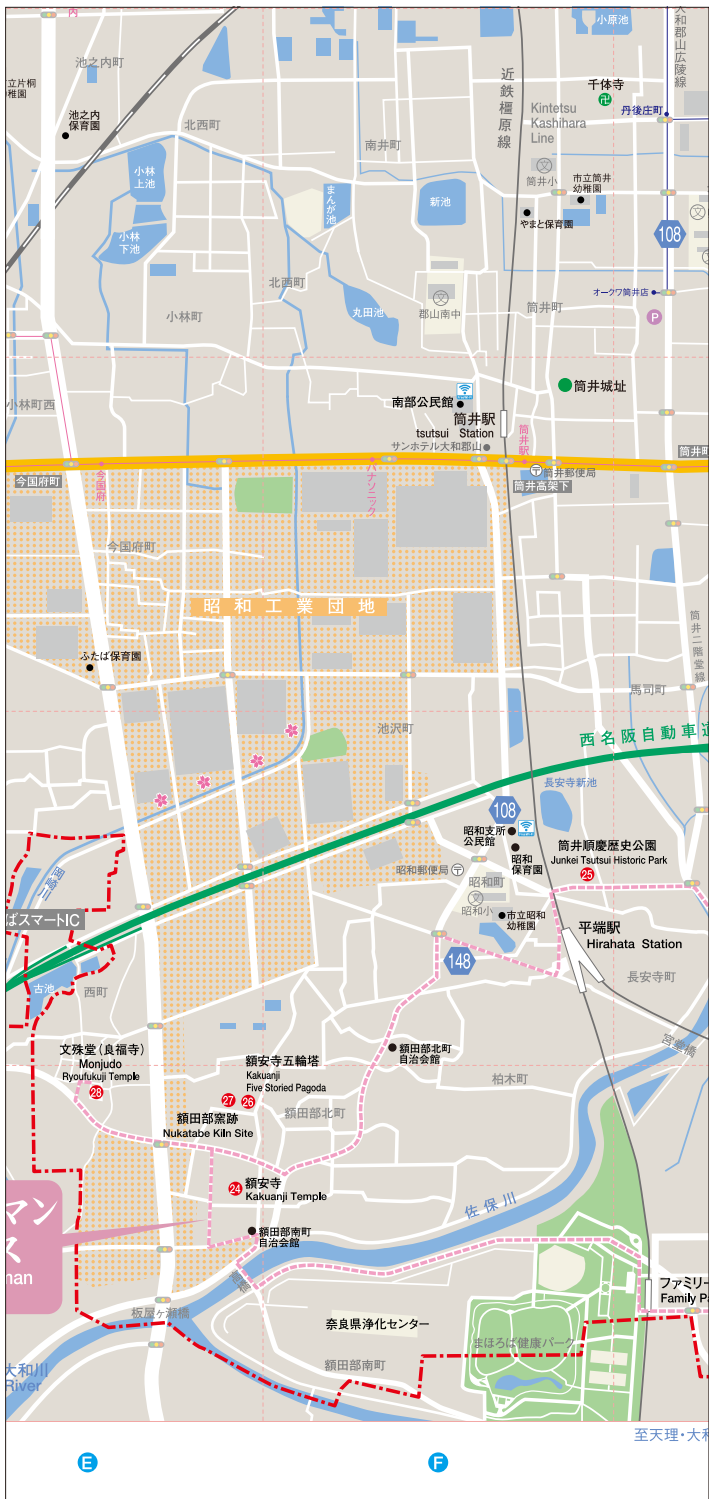 内
池之内町
立片桐
稚園
池之内
保育園
北西町
小林
上池
小林
下池
まんが池
南井町
新池
近鉄橿原線
Kintetsu
Kashihara
Line
小原池
千体寺
丹後庄町
大和郡山広陵線
文
筒井小
市立筒井
幼稚園
やまと保育園
文
108
北西町
小林町
丸田池
文
郡山南中
筒井町
オークワ筒井店
P
小林町西
南部公民館
筒井駅
tsutsui Station
サンホテル大和郡山
筒井城址
筒井駅
今国府町
今国府
パナソニック
〒
筒井郵便局
筒井高架下
筒井町
今国府町
昭和工業団地
ふたば保育園
筒井二階堂線
馬司町
池沢町
西名阪自動車道
長安寺新池
108
昭和支所
公民館
昭和
保育園
筒井順慶歴史公園
Junkei Tsutsui Historic Park
25
昭和郵便局
〒
昭和町
文
昭和小
市立昭和
幼稚園
岡崎川
ばスマートIC
平端駅
Hirahata Station
148
古池
西町
長安寺町
宮堂橋
文殊堂(良福寺)
Monjudo
Ryoufukuji Temple
28
額安寺五輪塔
Kakuanji
Five Storied Pagoda
27
26
額田部北町
自治会館
柏木町
額田部窯跡
Nukatabe Kiln Site
額田部北町
24
額安寺
Kakuanji Temple
佐保川
マン
ス
man
額田部南町
自治会館
ファミリー
Family Pa
板屋ヶ瀬橋
奈良県浄化センター
まほろば健康パーク
額田部南町
大和川
River
至天理・大和
E
F